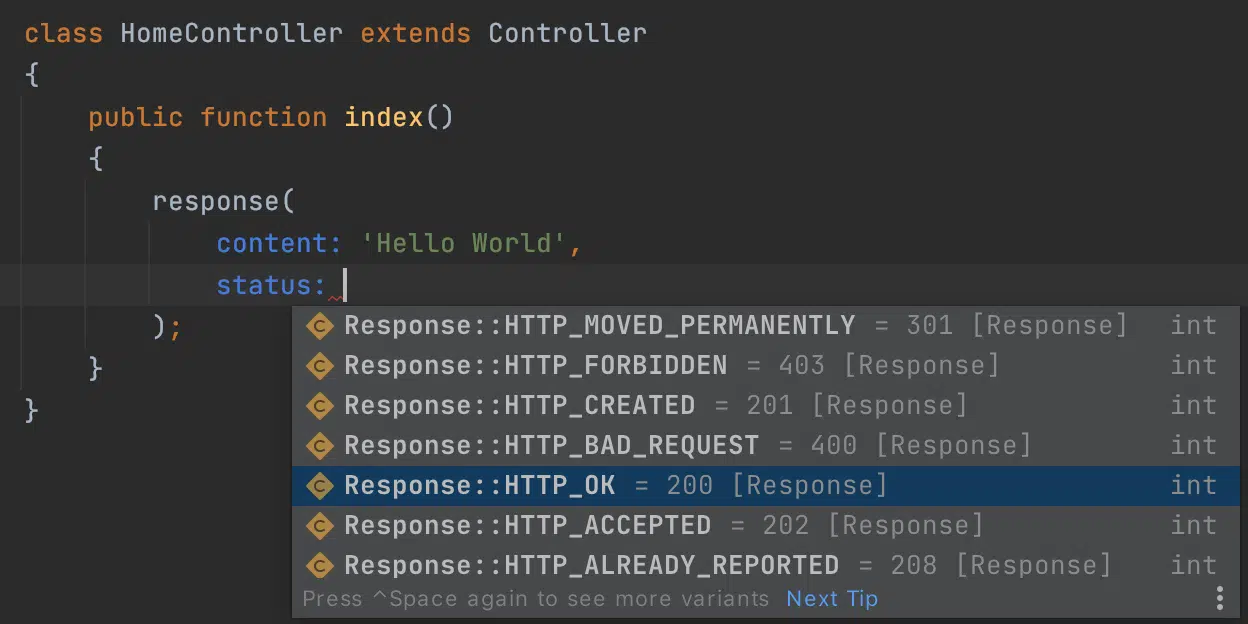 class HomeController extends Controller
{
public function index()
{
response(
content: 'Hello World',
status:
);
}
}
C Response::HTTP_MOVED_PERMANENTLY = 301 [Response] int
C Response::HTTP_FORBIDDEN = 403 [Response] int
C Response::HTTP_CREATED = 201 [Response] int
C Response::HTTP_BAD_REQUEST = 400 [Response] int
C Response::HTTP_OK = 200 [Response] int
C Response::HTTP_ACCEPTED = 202 [Response] int
C Response::HTTP_ALREADY_REPORTED = 208 [Response] int
Press ^Space again to see more variants Next Tip